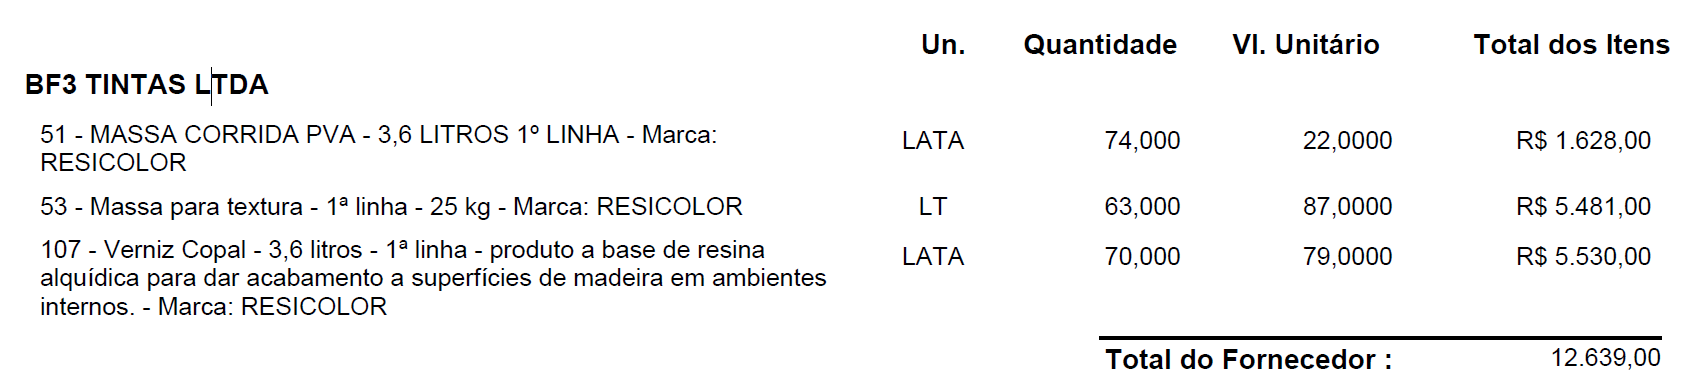 Un. Quantidade Vl. Unitário Total dos Itens
BF3 TINTAS LTDA
51 - MASSA CORRIDA PVA - 3,6 LITROS 1º LINHA - Marca: LATA 74,000 22,0000 R$ 1.628,00
RESICOLOR
53 - Massa para textura - 1ª linha - 25 kg - Marca: RESICOLOR LT 63,000 87,0000 R$ 5.481,00
107 - Verniz Copal - 3,6 litros - 1ª linha - produto a base de resina LATA 70,000 79,0000 R$ 5.530,00
alquídica para dar acabamento a superfícies de madeira em ambientes
internos. - Marca: RESICOLOR
Total do Fornecedor : 12.639,00